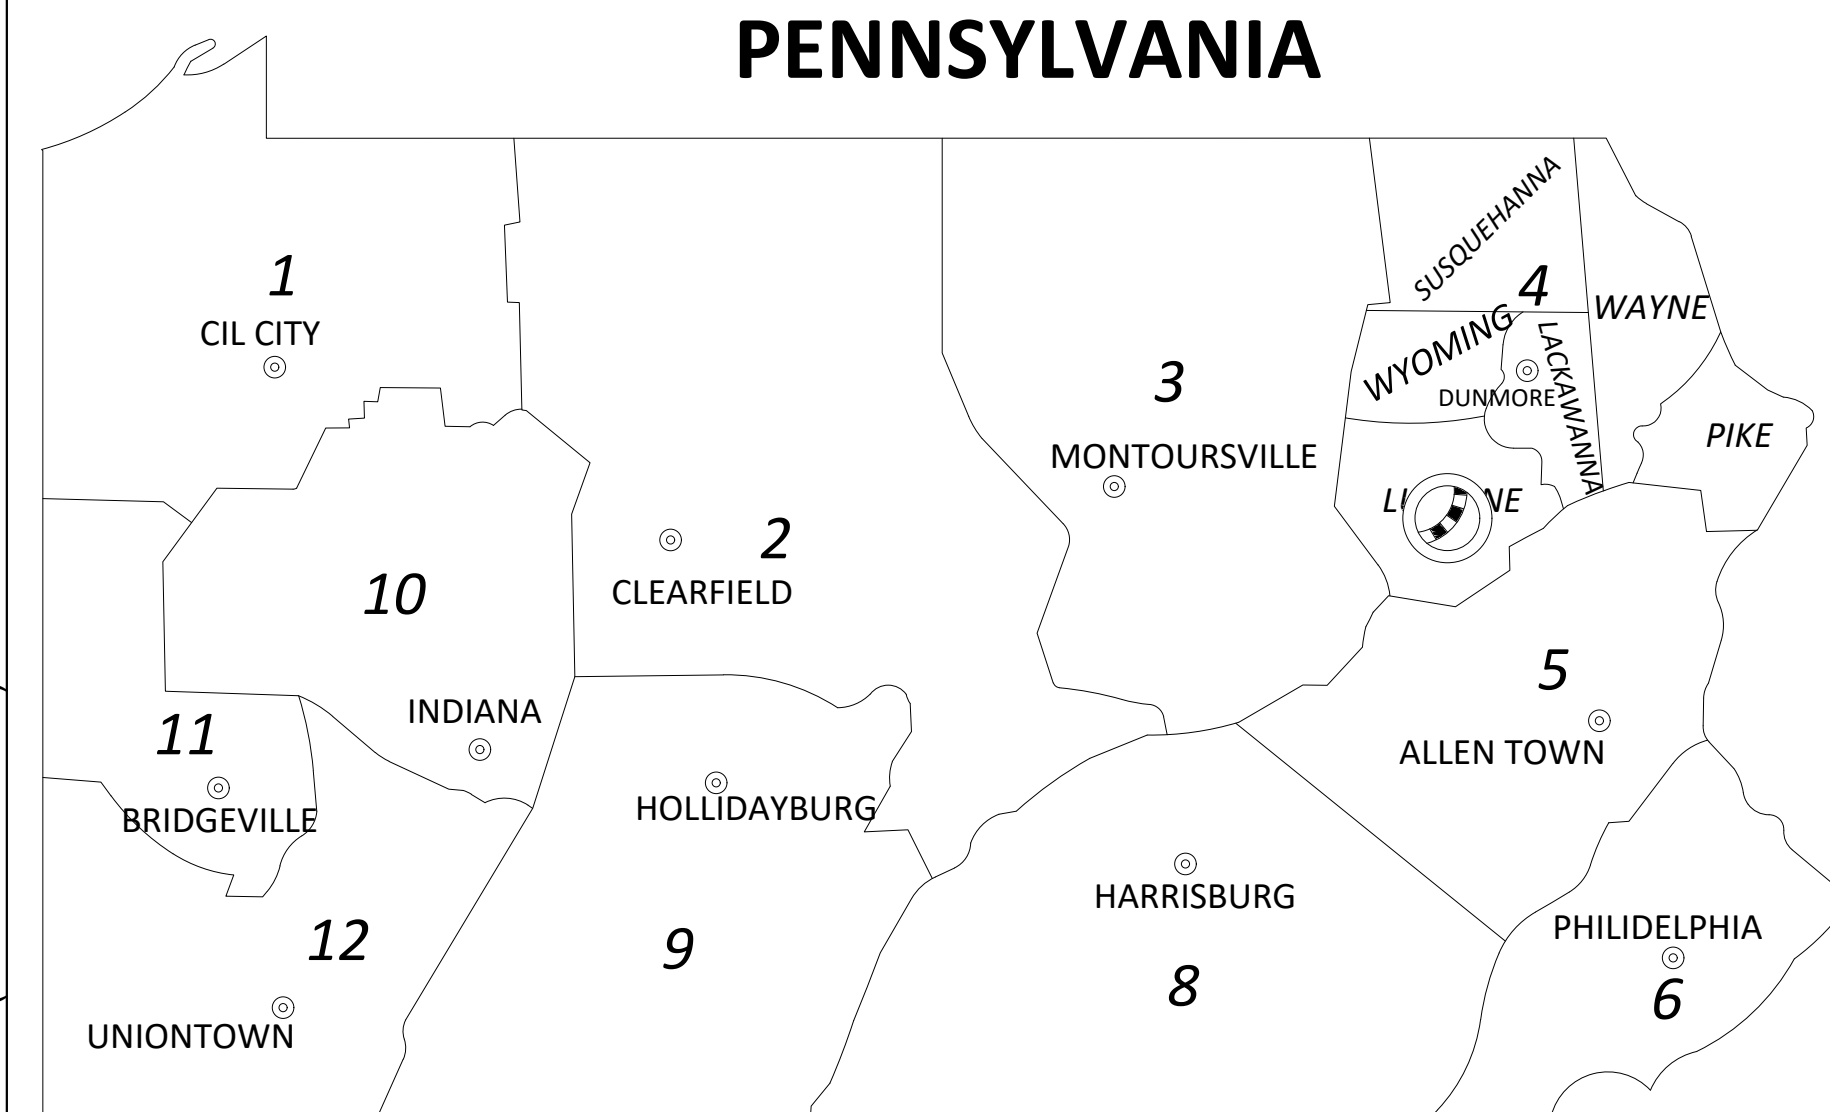 PENNSYLVANIA
SUSQUEHANNA
1
4
WAYNE
CIL CITY
WYOMING
LACKAWANNA
3
DUNMORE
PIKE
MONTOURSVILLE
2
CLEARFIELD
10
5
INDIANA
11
ALLEN TOWN
BRIDGEVILLE
HOLLIDAYBURG
HARRISBURG
12
9
PHILIDELPHIA
8
6
UNIONTOWN